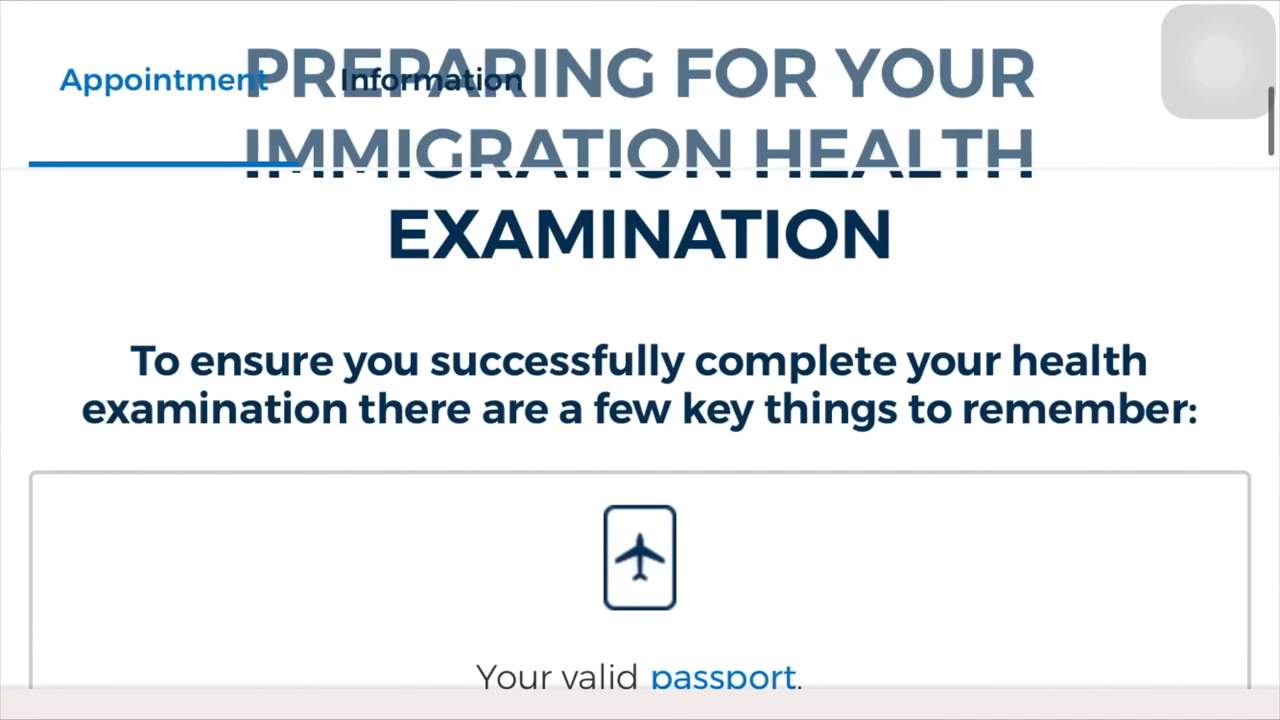 Appointment Information
PREPARING FOR YOUR
IMMIGRATION HEALTH
EXAMINATION
To ensure you successfully complete your health
examination there are a few key things to remember:
Your valid passport.